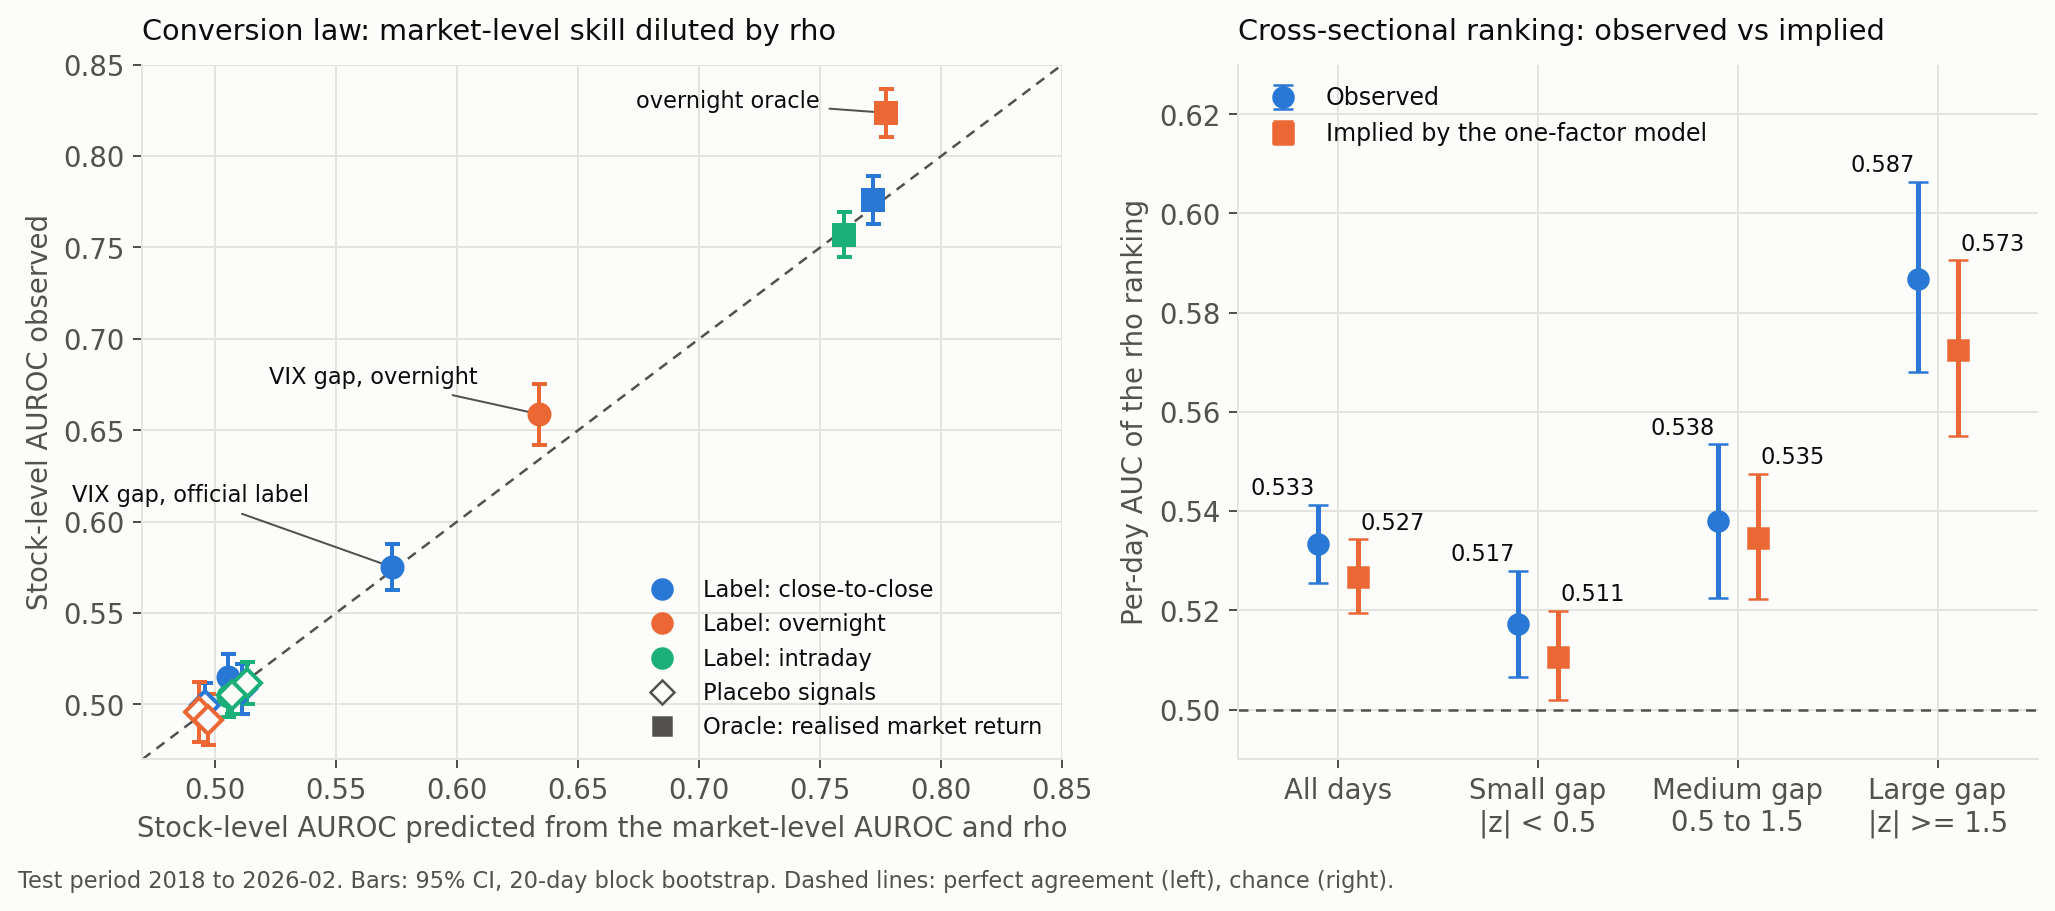 Conversion law: market-level skill diluted by rho
0.85
0.80
0.75
0.70
0.65
0.60
0.55
0.50
Stock-level AUROC observed
overnight oracle
VIX gap, overnight
VIX gap, official label
Label: close-to-close
Label: overnight
Label: intraday
Placebo signals
Oracle: realised market return
0.50 0.55 0.60 0.65 0.70 0.75 0.80 0.85
Stock-level AUROC predicted from the market-level AUROC and rho
Cross-sectional ranking: observed vs implied
0.62
0.60
0.58
0.56
0.54
0.52
0.50
Per-day AUC of the rho ranking
Observed
Implied by the one-factor model
0.533
0.527
0.517
0.511
0.538
0.535
0.587
0.573
All days
Small gap
|z| < 0.5
Medium gap
0.5 to 1.5
Large gap
|z| >= 1.5
Test period 2018 to 2026-02. Bars: 95% CI, 20-day block bootstrap. Dashed lines: perfect agreement (left), chance (right).